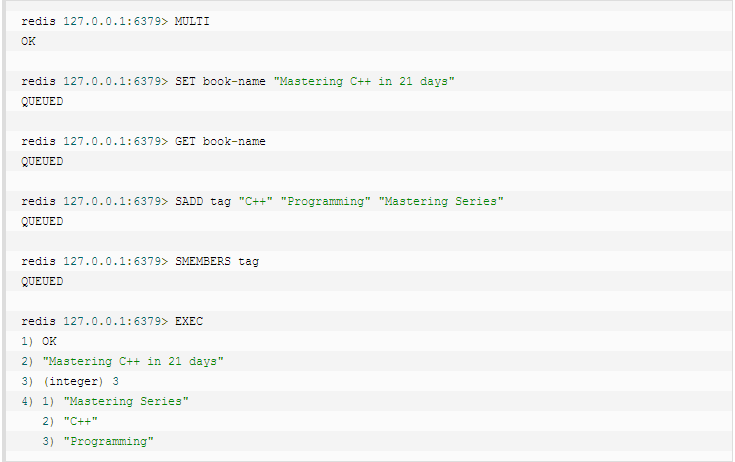 redis 127.0.0.1:6379> MULTI
OK
redis 127.0.0.1:6379> SET book-name "Mastering C++ in 21 days"
QUEUED
redis 127.0.0.1:6379> GET book-name
QUEUED
redis 127.0.0.1:6379> SADD tag "C++" "Programming" "Mastering Series"
QUEUED
redis 127.0.0.1:6379> SMEMBERS tag
QUEUED
redis 127.0.0.1:6379> EXEC
1) OK
2) "Mastering C++ in 21 days"
3) (integer) 3
4) 1) "Mastering Series"
   2) "C++"
   3) "Programming"